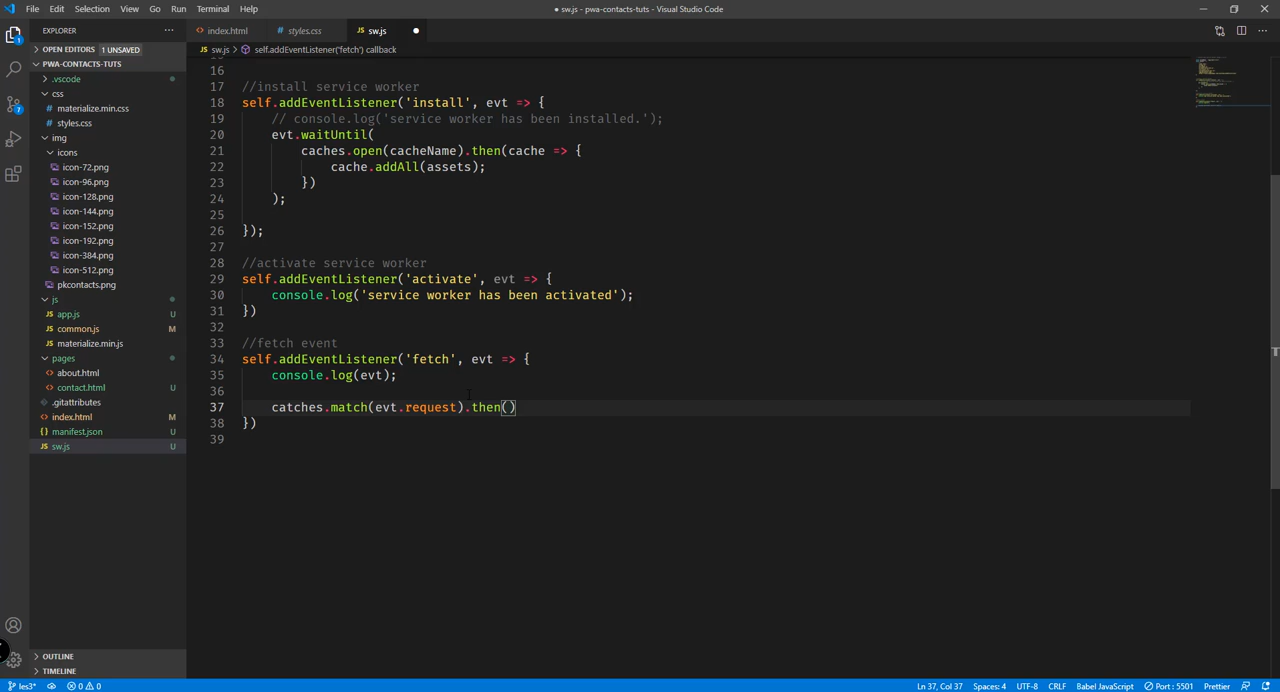 File Edit Selection View Go Run Terminal Help
● sw.js - pwa-contacts-tuts - Visual Studio Code
EXPLORER
OPEN EDITORS 1 UNSAVED
PWA-CONTACTS-TUTS
.vscode
css
materialize.min.css
styles.css
img
icons
icon-72.png
icon-96.png
icon-128.png
icon-144.png
icon-152.png
icon-192.png
icon-384.png
icon-512.png
pkcontacts.png
js
app.js U
common.js M
materialize.min.js
pages
about.html
contact.html U
.gitattributes
index.html M
manifest.json U
sw.js U
OUTLINE
TIMELINE
1
7
index.html styles.css sw.js
sw.js > self.addEventListener('fetch') callback
16
17 //install service worker
18 self.addEventListener('install', evt => {
19 // console.log('service worker has been installed.');
20 evt.waitUntil(
21 caches.open(cacheName).then(cache => {
22 cache.addAll(assets);
23 })
24 );
25
26 });
27
28 //activate service worker
29 self.addEventListener('activate', evt => {
30 console.log('service worker has been activated');
31 })
32
33 //fetch event
34 self.addEventListener('fetch', evt => {
35 console.log(evt);
36
37 catches.match(evt.request).then()
38 })
39
les3* 0 0 Ln 37, Col 37 Spaces: 4 UTF-8 CRLF Babel JavaScript Port : 5501 Prettier